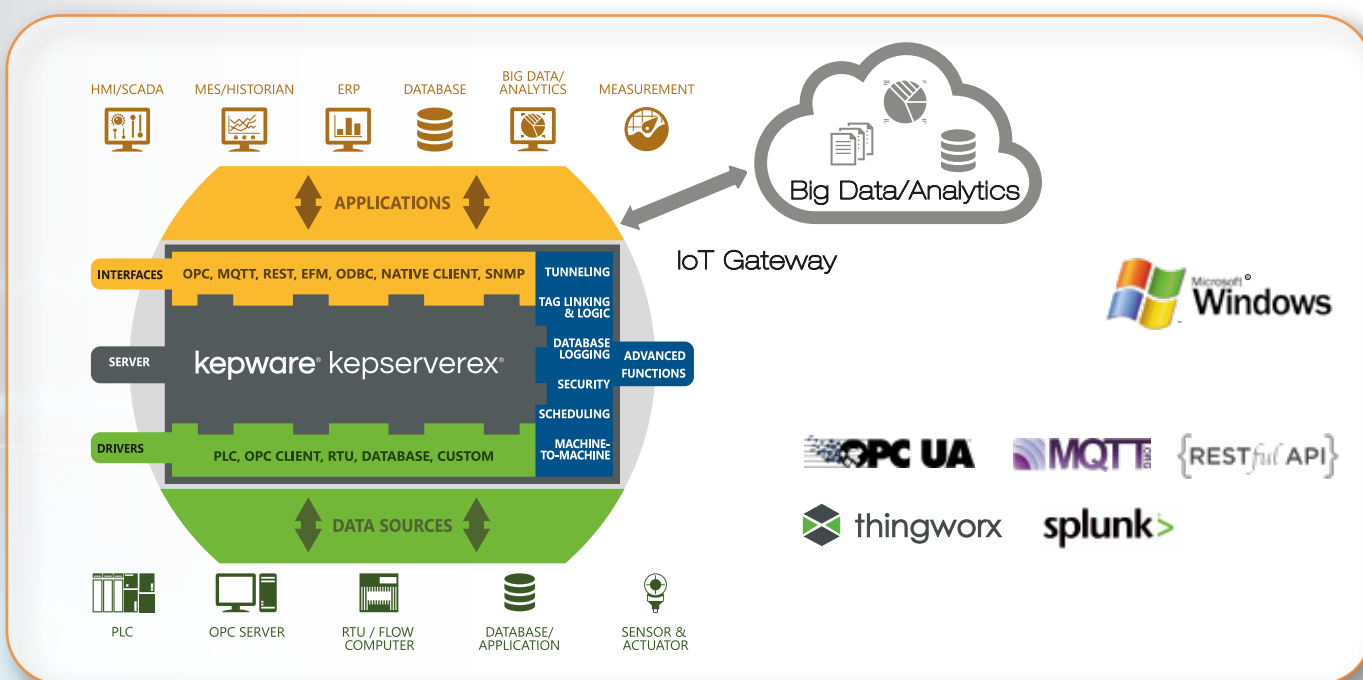 HMI/SCADA
MES/HISTORIAN
ERP
DATABASE
BIG DATA/
ANALYTICS
MEASUREMENT
Big Data/Analytics
APPLICATIONS
IoT Gateway
INTERFACES
OPC, MQTT, REST, EFM, ODBC, NATIVE CLIENT, SNMP
TUNNELING
TAG LINKING
& LOGIC
DATABASE
LOGGING
SECURITY
SCHEDULING
MACHINE-
TO-MACHINE
ADVANCED
FUNCTIONS
SERVER
kepware® kepserverex®
DRIVERS
PLC, OPC CLIENT, RTU, DATABASE, CUSTOM
DATA SOURCES
PLC
OPC SERVER
RTU / FLOW
COMPUTER
DATABASE/
APPLICATION
SENSOR &
ACTUATOR
Microsoft®
Windows
OPC UA
MQTT.ORG
{RESTful API}
thingworx
splunk>